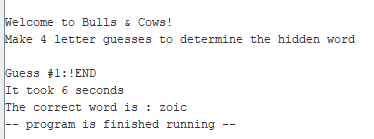 Welcome to Bulls & Cows!
Make 4 letter guesses to determine the hidden word
Guess #1:!END
It took 6 seconds
The correct word is : zoic
-- program is finished running --